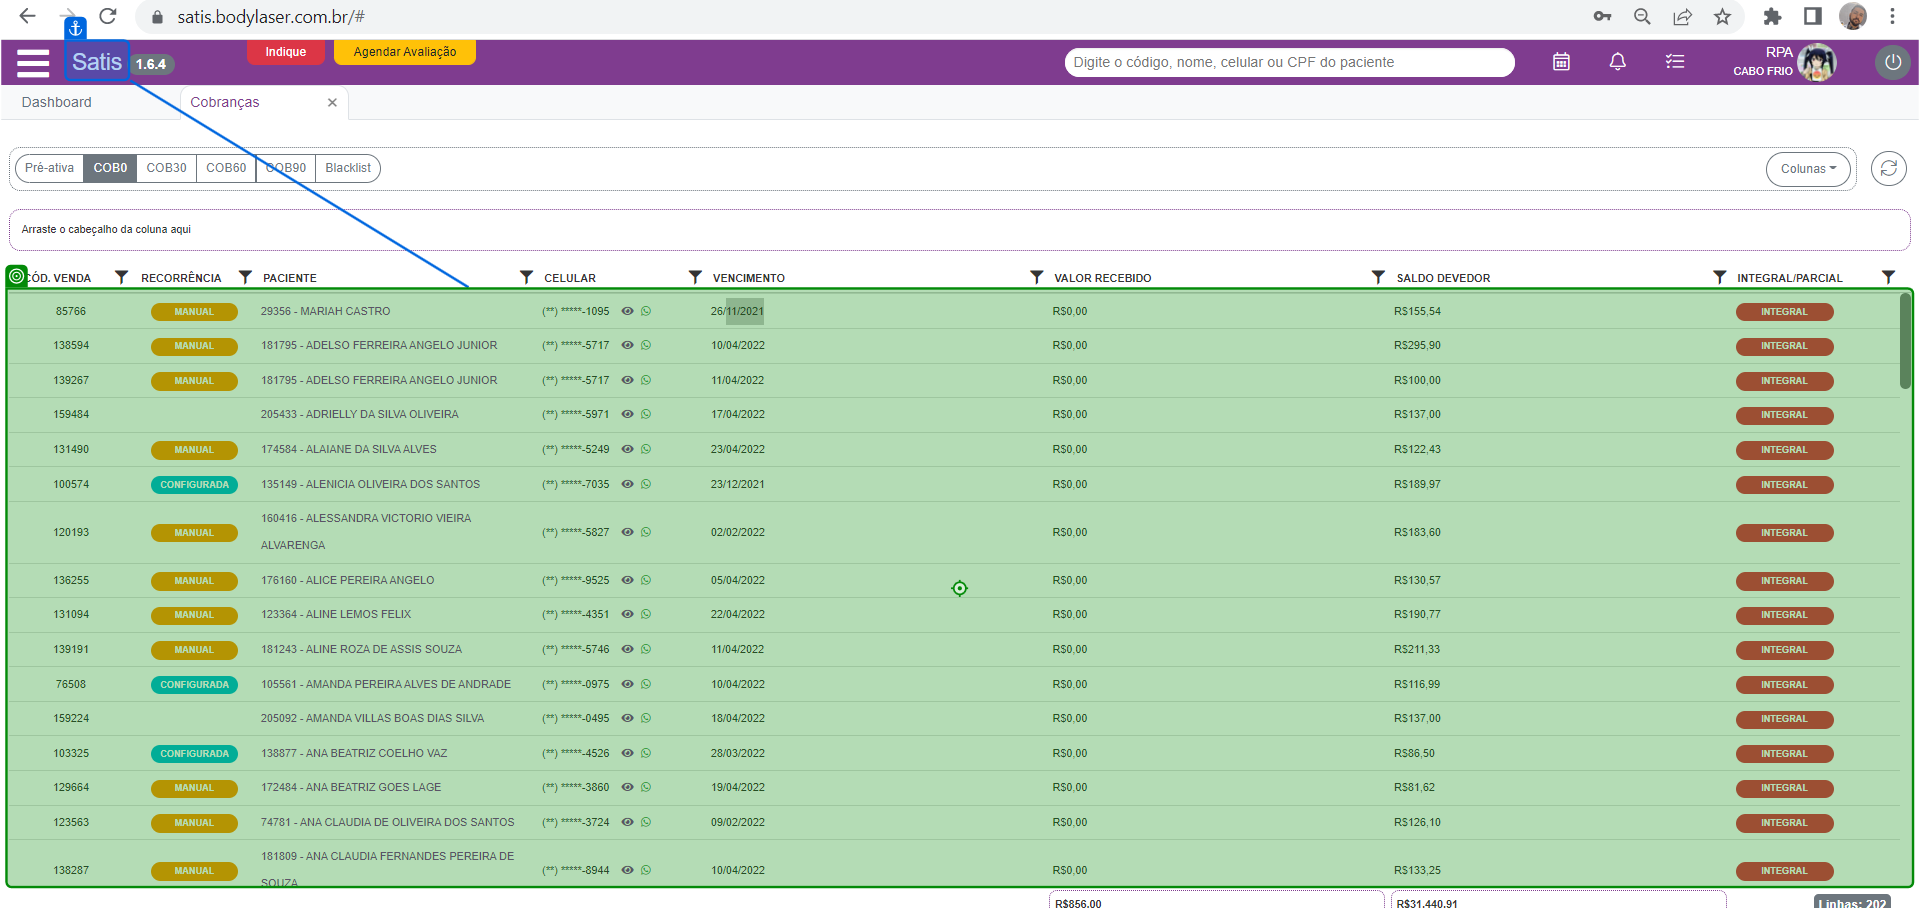 satis.bodylaser.com.br/#
Satis 1.6.4
Indique
Agendar Avaliação
Digite o código, nome, celular ou CPF do paciente
RPA
CABO FRIO
Dashboard
Cobranças
Pré-ativa COB0 COB30 COB60 COB90 Blacklist
Colunas
Arraste o cabeçalho da coluna aqui
CÓD. VENDA RECORRÊNCIA PACIENTE CELULAR VENCIMENTO VALOR RECEBIDO SALDO DEVEDOR INTEGRAL/PARCIAL
85766 MANUAL 29356 - MARIAH CASTRO (**) *****-1095 26/11/2021 R$0,00 R$155,54 INTEGRAL
138594 MANUAL 181795 - ADELSO FERREIRA ANGELO JUNIOR (**) *****-5717 10/04/2022 R$0,00 R$295,90 INTEGRAL
139267 MANUAL 181795 - ADELSO FERREIRA ANGELO JUNIOR (**) *****-5717 11/04/2022 R$0,00 R$100,00 INTEGRAL
159484 205433 - ADRIELLY DA SILVA OLIVEIRA (**) *****-5971 17/04/2022 R$0,00 R$137,00 INTEGRAL
131490 MANUAL 174584 - ALAIANE DA SILVA ALVES (**) *****-5249 23/04/2022 R$0,00 R$122,43 INTEGRAL
100574 CONFIGURADA 135149 - ALENICIA OLIVEIRA DOS SANTOS (**) *****-7035 23/12/2021 R$0,00 R$189,97 INTEGRAL
160416 - ALESSANDRA VICTORIO VIEIRA
120193 MANUAL (**) *****-5827 02/02/2022 R$0,00 R$183,60 INTEGRAL
ALVARENGA
136255 MANUAL 176160 - ALICE PEREIRA ANGELO (**) *****-9525 05/04/2022 R$0,00 R$130,57 INTEGRAL
131094 MANUAL 123364 - ALINE LEMOS FELIX (**) *****-4351 22/04/2022 R$0,00 R$190,77 INTEGRAL
139191 MANUAL 181243 - ALINE ROZA DE ASSIS SOUZA (**) *****-5746 11/04/2022 R$0,00 R$211,33 INTEGRAL
76508 CONFIGURADA 105561 - AMANDA PEREIRA ALVES DE ANDRADE (**) *****-0975 10/04/2022 R$0,00 R$116,99 INTEGRAL
159224 205092 - AMANDA VILLAS BOAS DIAS SILVA (**) *****-0495 18/04/2022 R$0,00 R$137,00 INTEGRAL
103325 CONFIGURADA 138877 - ANA BEATRIZ COELHO VAZ (**) *****-4526 28/03/2022 R$0,00 R$86,50 INTEGRAL
129664 MANUAL 172484 - ANA BEATRIZ GOES LAGE (**) *****-3860 19/04/2022 R$0,00 R$81,62 INTEGRAL
123563 MANUAL 74781 - ANA CLAUDIA DE OLIVEIRA DOS SANTOS (**) *****-3724 09/02/2022 R$0,00 R$126,10 INTEGRAL
181809 - ANA CLAUDIA FERNANDES PEREIRA DE
138287 MANUAL (**) *****-8944 10/04/2022 R$0,00 R$133,25 INTEGRAL
SOUZA
R$856,00 R$31.440,91 Linhas: 202